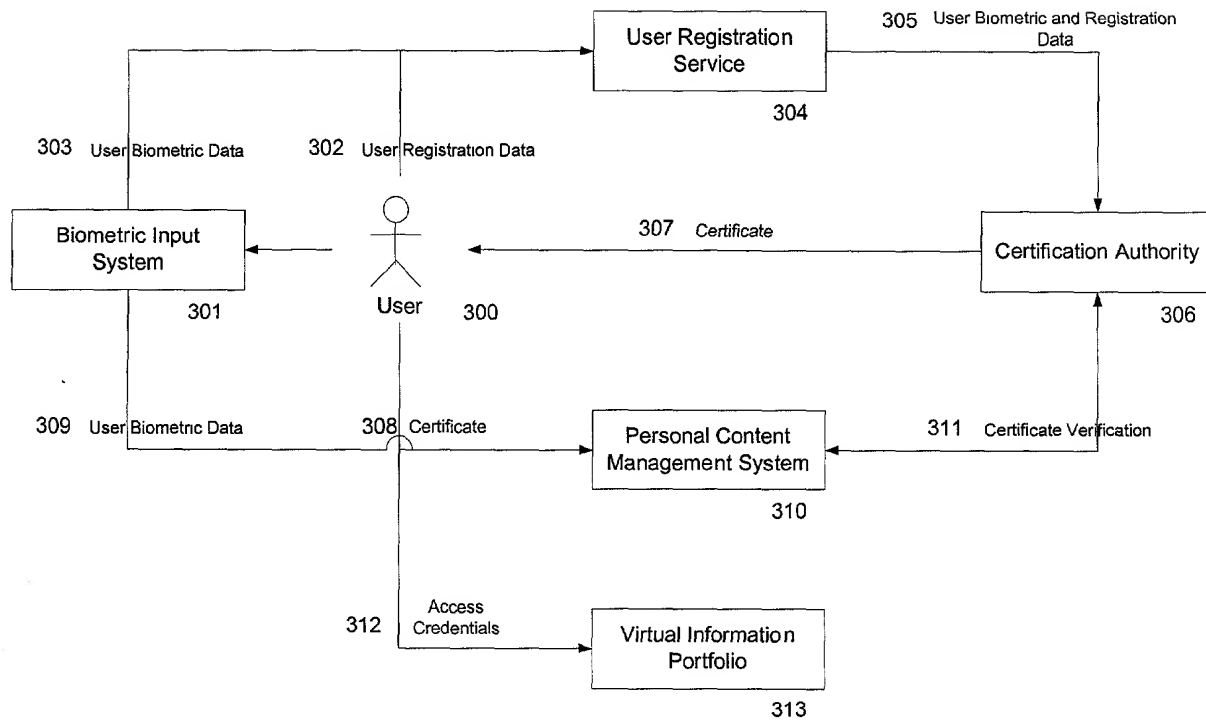 305 User Biometric and Registration
Data
User Registration
Service
304
303 User Biometric Data
302 User Registration Data
307 Certificate
Biometric Input
System
301
User
300
Certification Authority
306
309 User Biometric Data
308 Certificate
Personal Content
Management System
310
311 Certificate Verification
312 Access
Credentials
Virtual Information
Portfolio
313